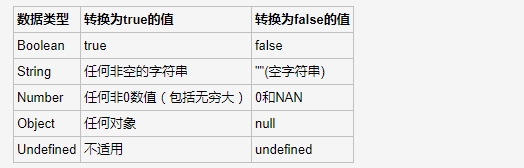 数据类型 转换为true的值 转换为false的值
Boolean true false
String 任何非空的字符串 ""(空字符串)
Number 任何非0数值（包括无穷大） 0和NAN
Object 任何对象 null
Undefined 不适用 undefined